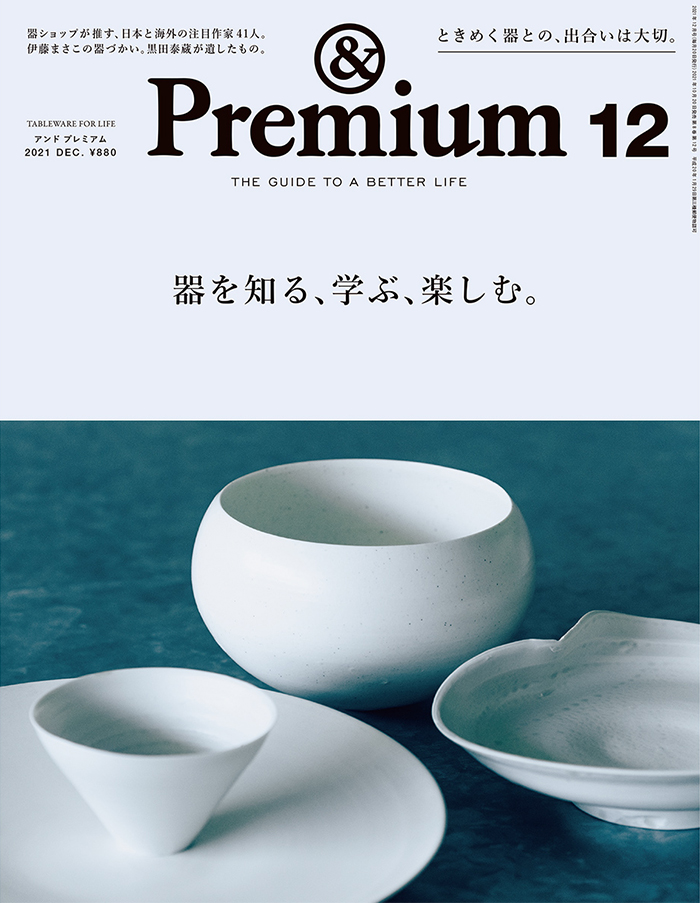 器ショップが推す、日本と海外の注目作家41人。
伊藤まさこの器づかい。黒田泰蔵が遺したもの。
ときめく器との、出合いは大切。
&
Premium 12
TABLEWARE FOR LIFE
アンド プレミアム
2021 DEC. ¥880
THE GUIDE TO A BETTER LIFE
器を知る、学ぶ、楽しむ。